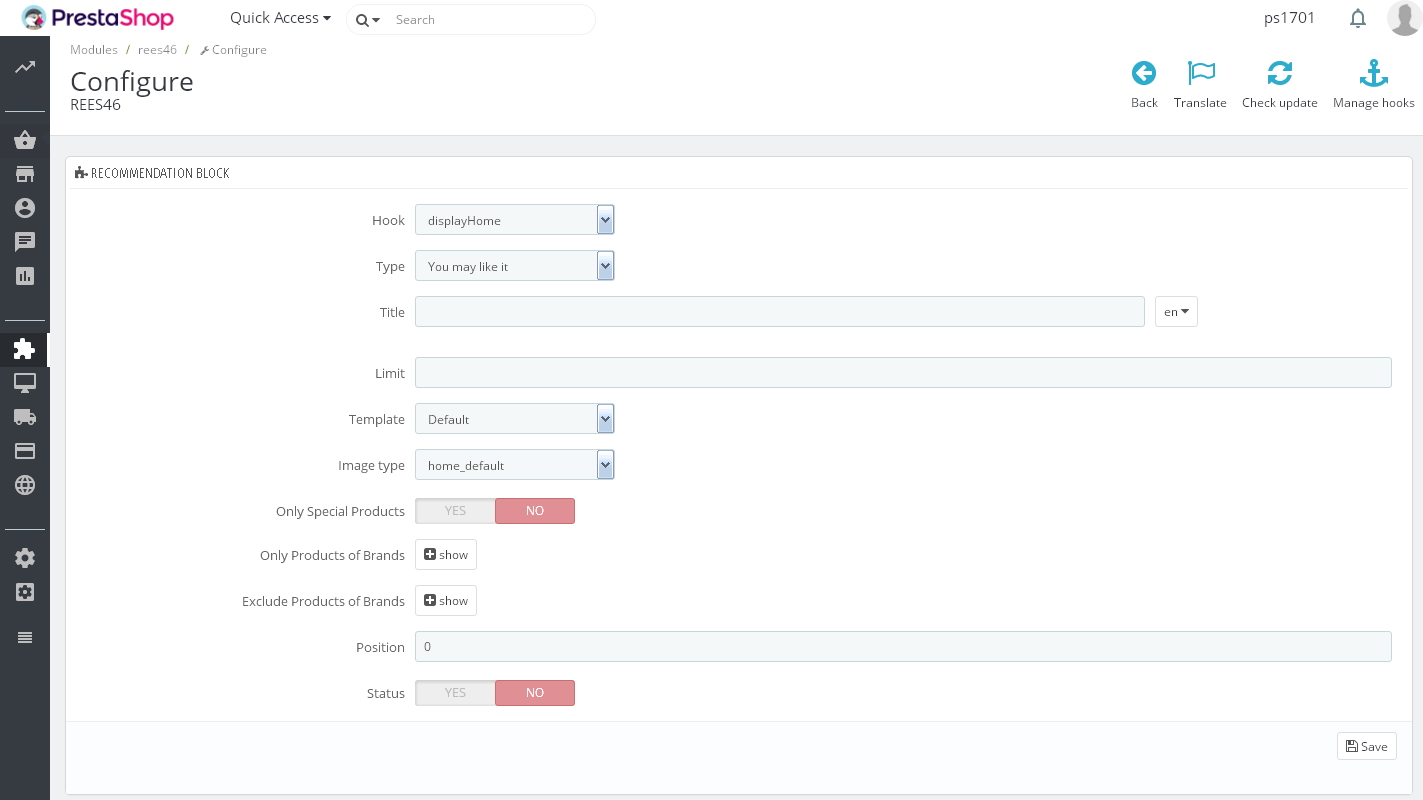 PrestaShop
Quick Access
Search
ps1701
Modules / rees46 / Configure
Configure
REES46
Back
Translate
Check update
Manage hooks
RECOMMENDATION BLOCK
Hook displayHome
Type You may like it
Title en
Limit
Template Default
Image type home_default
Only Special Products YES NO
Only Products of Brands show
Exclude Products of Brands show
Position 0
Status YES NO
Save